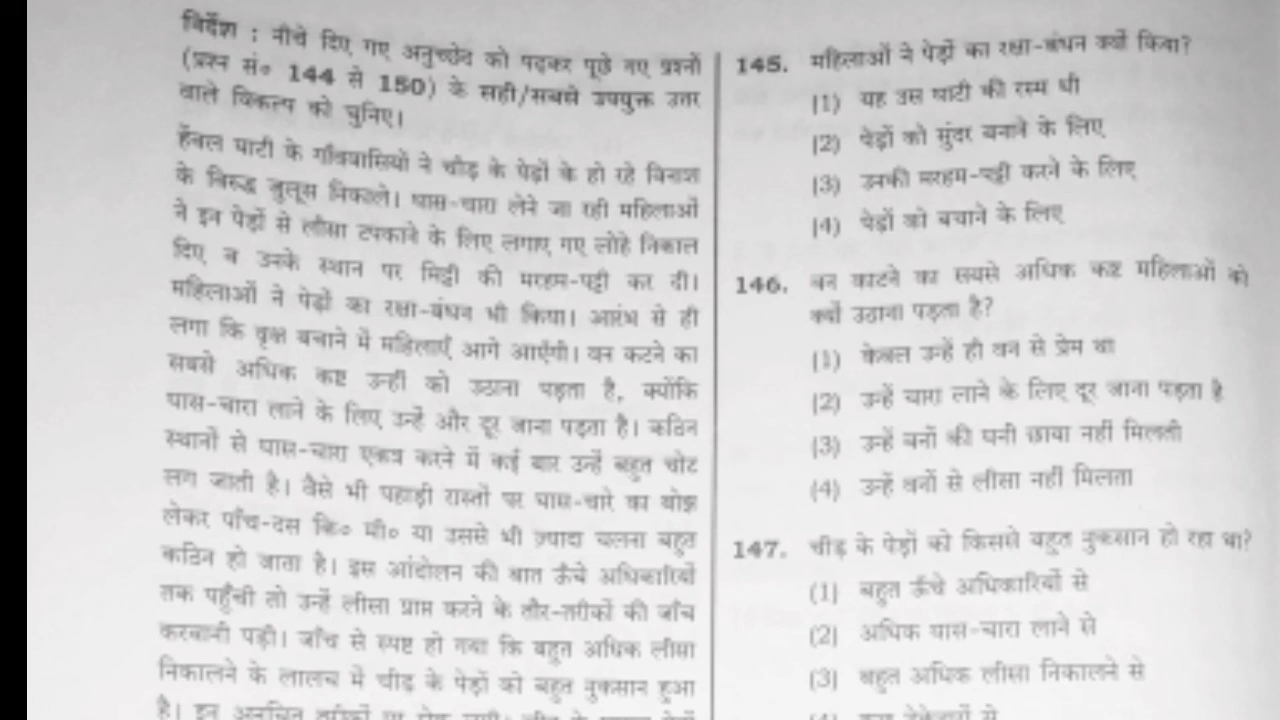 निर्देश : नीचे दिए गए अनुच्छेद को पढ़कर पूछे गए प्रश्नों
(प्रश्न सं० 144 से 150) के सही/सबसे उपयुक्त उत्तर
वाले विकल्प को चुनिए।
हेंवल घाटी के गाँववासियों ने चीड़ के पेड़ों के हो रहे विनाश
के विरुद्ध जुलूस निकाले। घास-चारा लेने जा रही महिलाओं
ने इन पेड़ों से लीसा टपकाने के लिए लगाए गए लोहे निकाल
दिए व उनके स्थान पर मिट्टी की मरहम-पट्टी कर दी।
महिलाओं ने पेड़ों का रक्षा-बंधन भी किया। आरंभ से ही
लगा कि वृक्ष बचाने में महिलाएँ आगे आएँगी। वन कटने का
सबसे अधिक कष्ट उन्हीं को उठाना पड़ता है, क्योंकि
घास-चारा लाने के लिए उन्हें और दूर जाना पड़ता है। कठिन
स्थानों से घास-चारा एकत्र करने में कई बार उन्हें बहुत चोट
लग जाती है। वैसे भी पहाड़ी रास्तों पर घास-चारे का बोझ
लेकर पाँच-दस कि० मी० या उससे भी ज़्यादा चलना बहुत
कठिन हो जाता है। इस आंदोलन की बात ऊँचे अधिकारियों
तक पहुँची तो उन्हें लीसा प्राप्त करने के तौर-तरीकों की जाँच
करवानी पड़ी। जाँच से स्पष्ट हो गया कि बहुत अधिक लीसा
निकालने के लालच में चीड़ के पेड़ों को बहुत नुकसान हुआ
है। इन अनुचित तरीकों पर रोक लगी। चीड़ के
145. महिलाओं ने पेड़ों का रक्षा-बंधन क्यों किया?
(1) यह उस घाटी की रस्म थी
(2) पेड़ों को सुंदर बनाने के लिए
(3) उनकी मरहम-पट्टी करने के लिए
(4) पेड़ों को बचाने के लिए
146. वन काटने का सबसे अधिक कष्ट महिलाओं को
क्यों उठाना पड़ता है?
(1) केवल उन्हें ही वन से प्रेम था
(2) उन्हें चारा लाने के लिए दूर जाना पड़ता है
(3) उन्हें वनों की घनी छाया नहीं मिलती
(4) उन्हें वनों से लीसा नहीं मिलता
147. चीड़ के पेड़ों को किससे बहुत नुकसान हो रहा था?
(1) बहुत ऊँचे अधिकारियों से
(2) अधिक घास-चारा लाने से
(3) बहुत अधिक लीसा निकालने से
(4) ठेकेदारों से